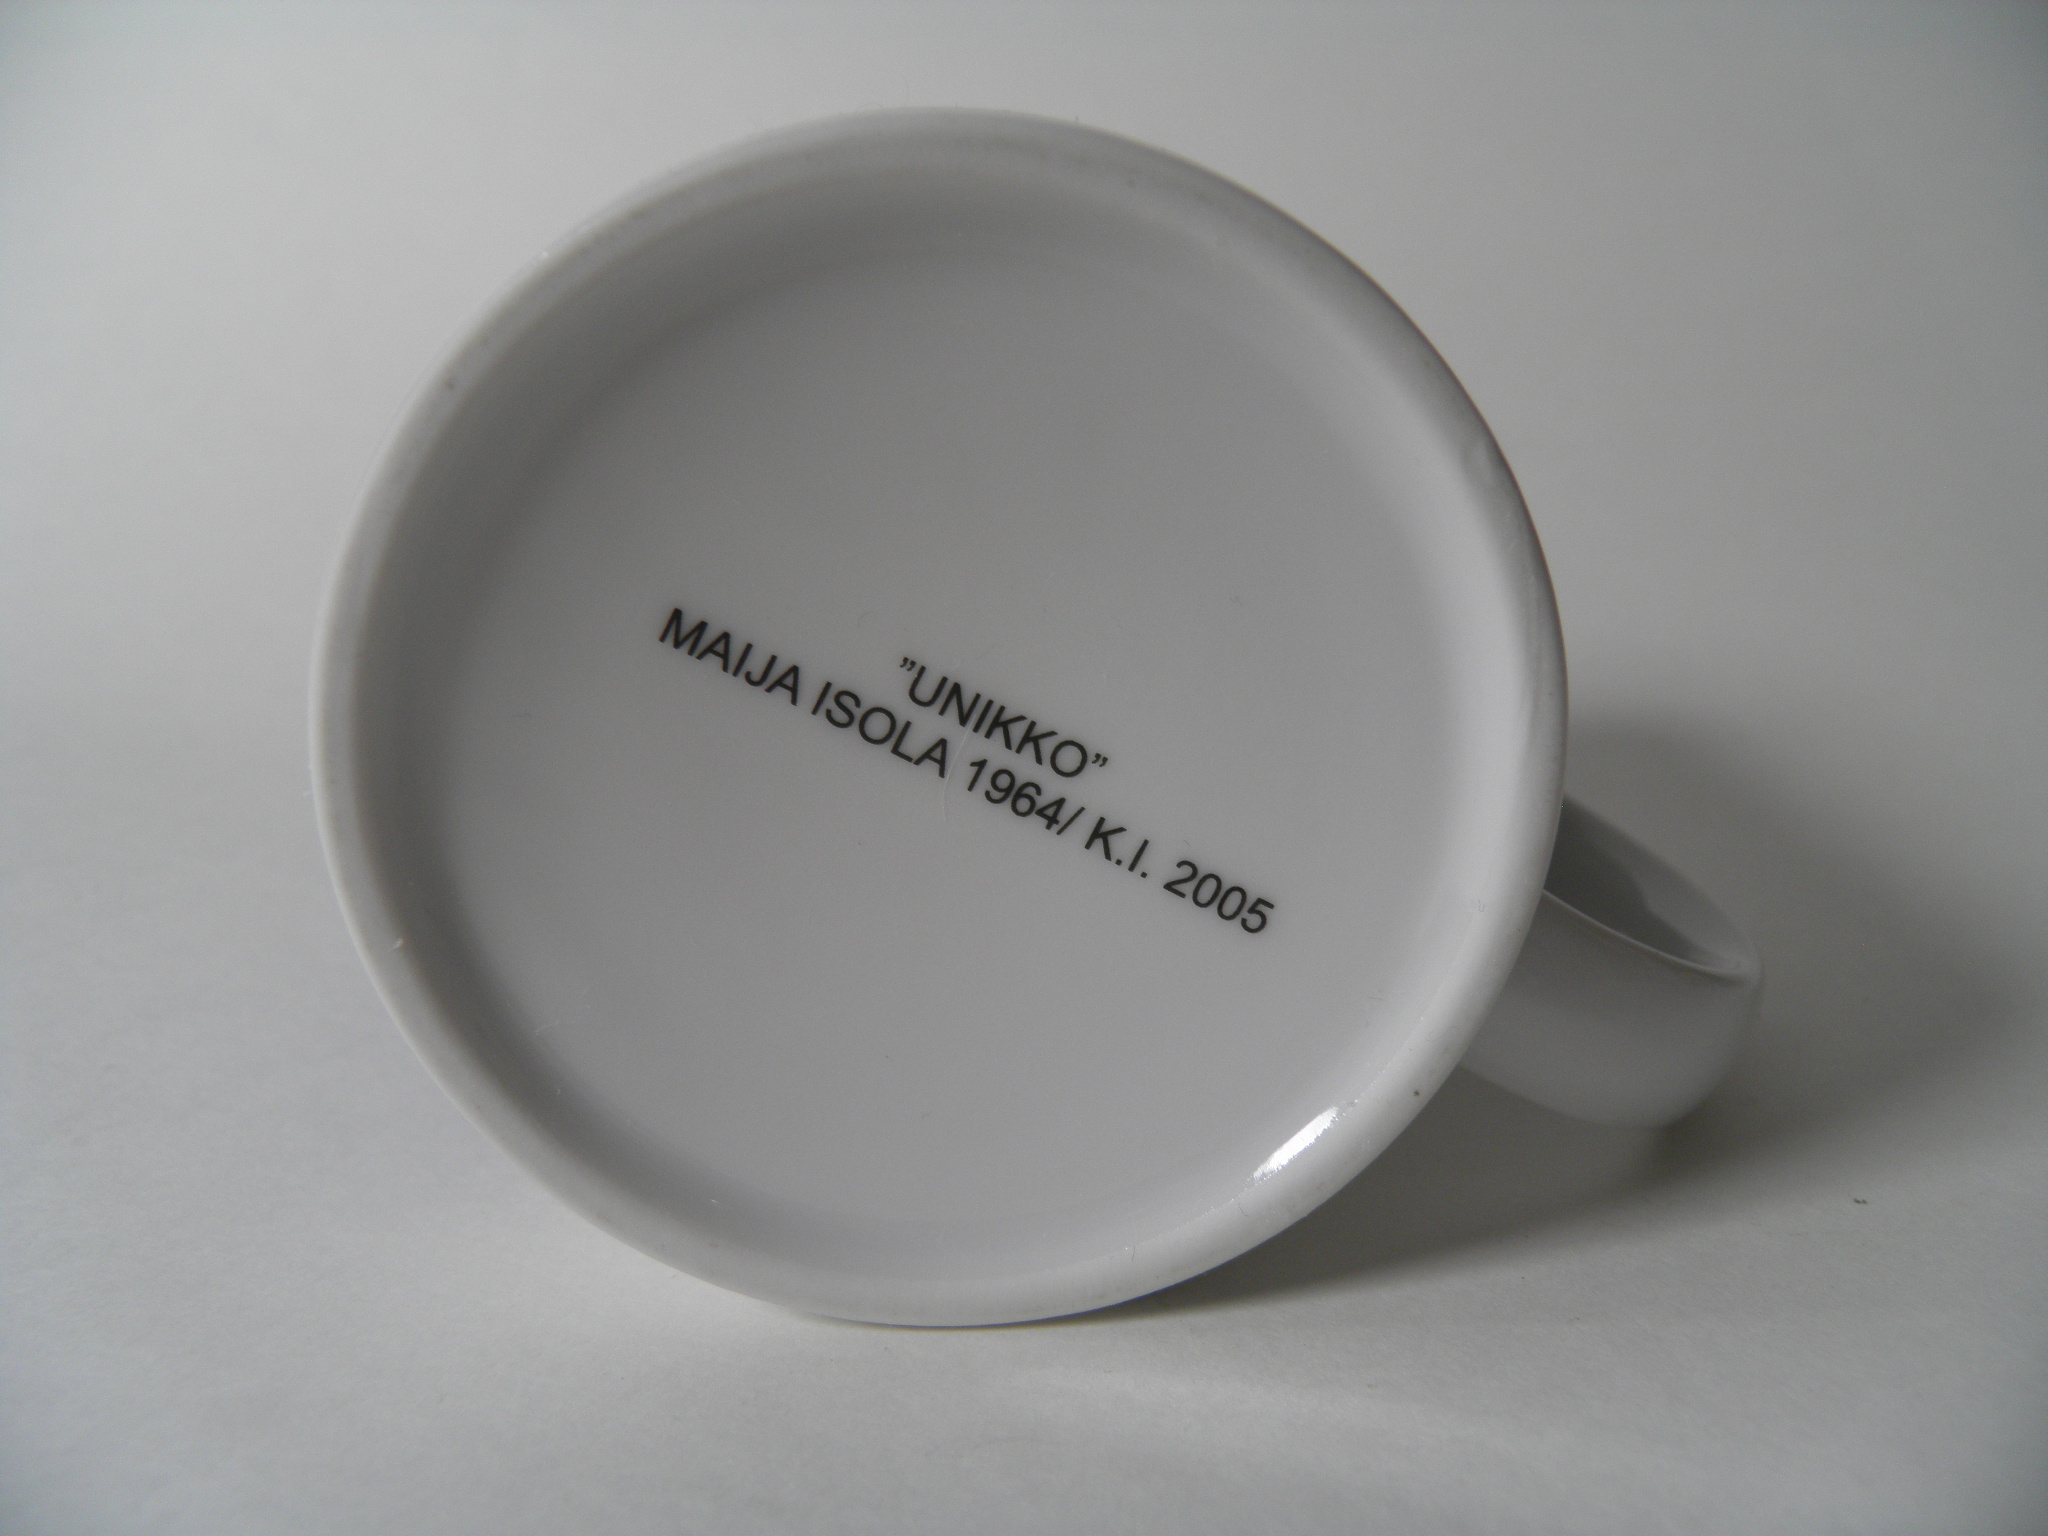 ”UNIKKO”
MAIJA ISOLA 1964/ K.I. 2005